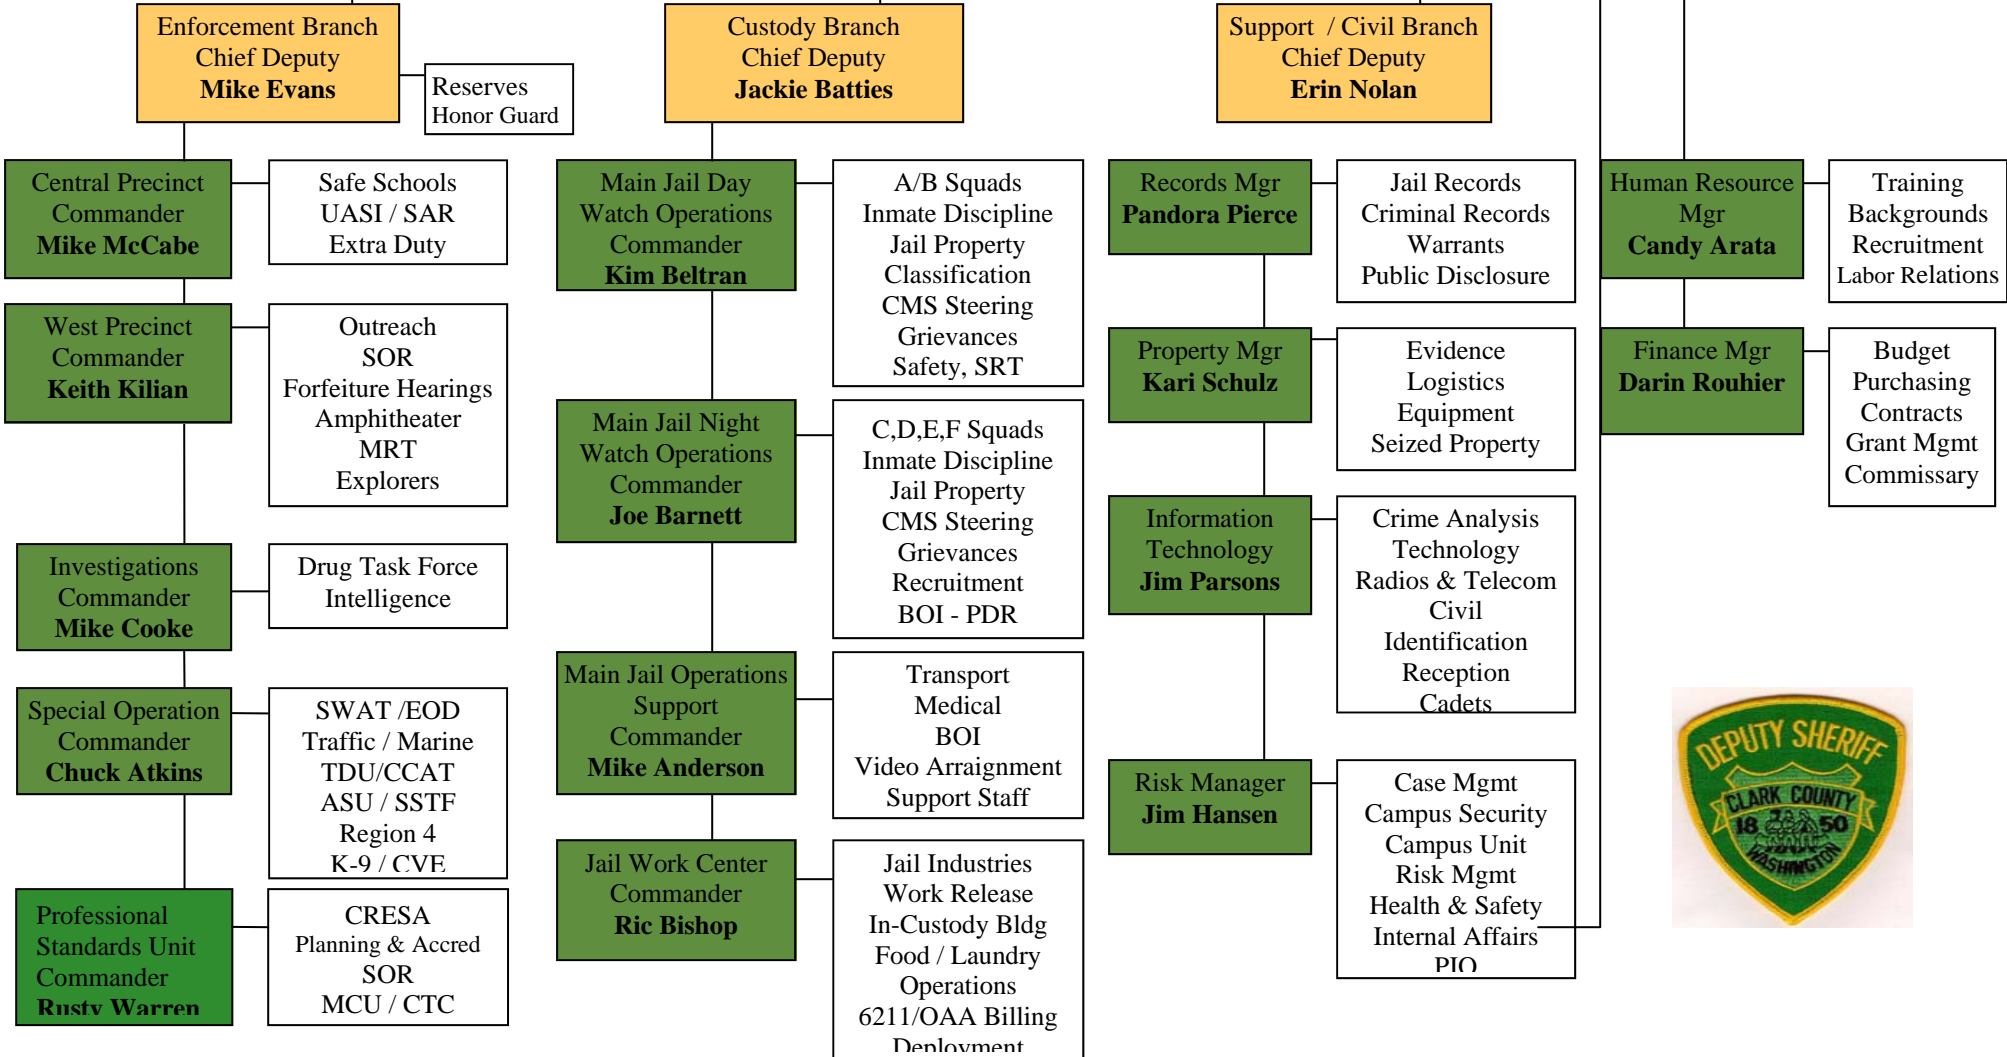 Enforcement Branch
Chief Deputy
Mike Evans
Reserves
Honor Guard
Central Precinct
Commander
Mike McCabe
Safe Schools
UASI / SAR
Extra Duty
West Precinct
Commander
Keith Kilian
Outreach
SOR
Forfeiture Hearings
Amphitheater
MRT
Explorers
Investigations
Commander
Mike Cooke
Drug Task Force
Intelligence
Special Operation
Commander
Chuck Atkins
SWAT /EOD
Traffic / Marine
TDU/CCAT
ASU / SSTF
Region 4
K-9 / CVE
Professional
Standards Unit
Commander
Rusty Warren
CRESA
Planning & Accred
SOR
MCU / CTC
Custody Branch
Chief Deputy
Jackie Batties
Main Jail Day
Watch Operations
Commander
Kim Beltran
A/B Squads
Inmate Discipline
Jail Property
Classification
CMS Steering
Grievances
Safety, SRT
Main Jail Night
Watch Operations
Commander
Joe Barnett
C,D,E,F Squads
Inmate Discipline
Jail Property
CMS Steering
Grievances
Recruitment
BOI - PDR
Main Jail Operations
Support
Commander
Mike Anderson
Transport
Medical
BOI
Video Arraignment
Support Staff
Jail Work Center
Commander
Ric Bishop
Jail Industries
Work Release
In-Custody Bldg
Food / Laundry
Operations
6211/OAA Billing
Deployment
Support / Civil Branch
Chief Deputy
Erin Nolan
Records Mgr
Pandora Pierce
Jail Records
Criminal Records
Warrants
Public Disclosure
Property Mgr
Kari Schulz
Evidence
Logistics
Equipment
Seized Property
Information
Technology
Jim Parsons
Crime Analysis
Technology
Radios & Telecom
Civil
Identification
Reception
Cadets
Risk Manager
Jim Hansen
Case Mgmt
Campus Security
Campus Unit
Risk Mgmt
Health & Safety
Internal Affairs
PIO
Human Resource
Mgr
Candy Arata
Training
Backgrounds
Recruitment
Labor Relations
Finance Mgr
Darin Rouhier
Budget
Purchasing
Contracts
Grant Mgmt
Commissary
DEPUTY SHERIFF
CLARK COUNTY
18 50
WASHINGTON